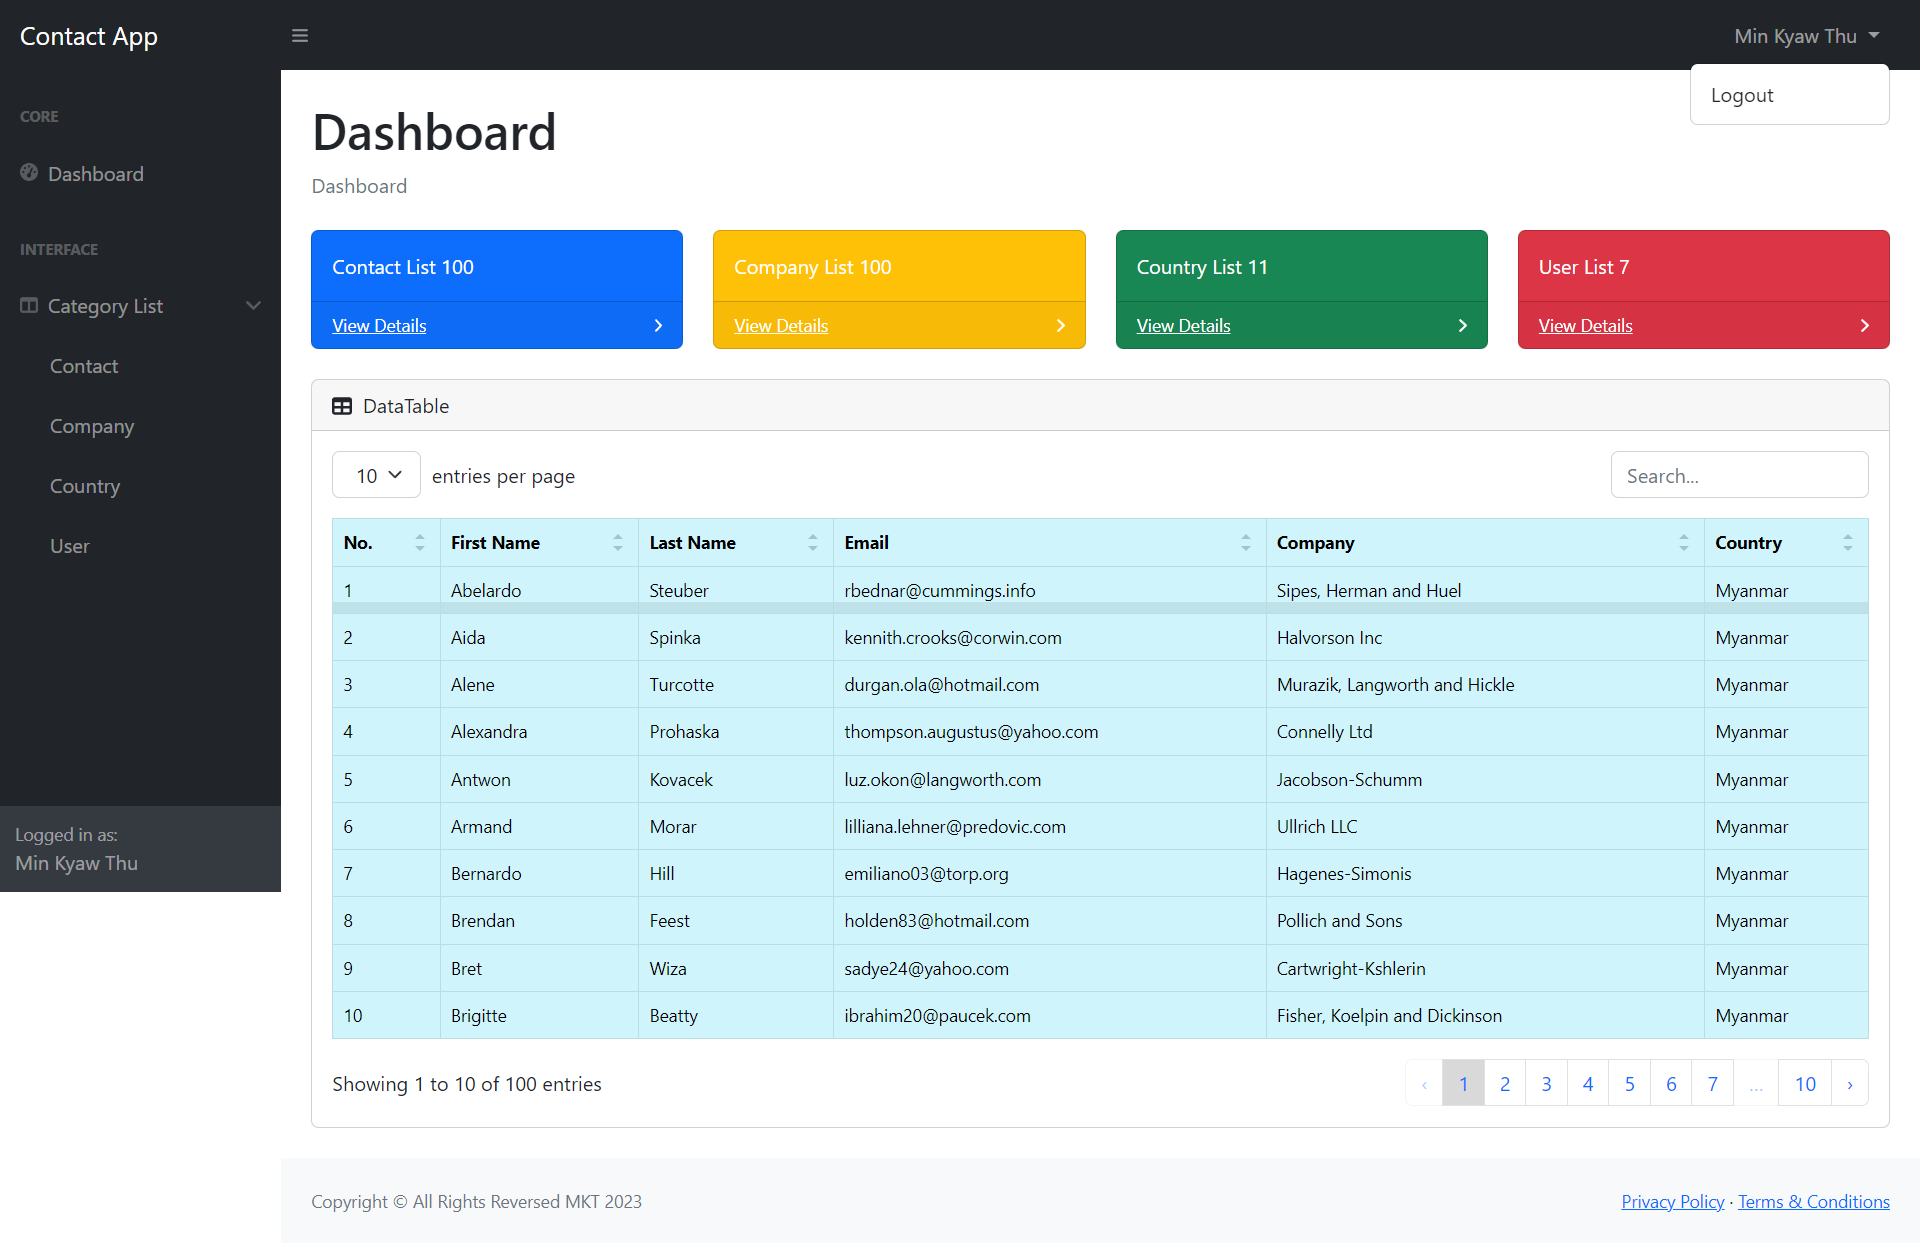 Contact App
Min Kyaw Thu
Logout
CORE
Dashboard
INTERFACE
Category List
Contact
Company
Country
User
Logged in as:
Min Kyaw Thu
Dashboard
Dashboard
Contact List 100
View Details
Company List 100
View Details
Country List 11
View Details
User List 7
View Details
DataTable
10 entries per page
Search...
No. First Name Last Name Email Company Country
1 Abelardo Steuber rbednar@cummings.info Sipes, Herman and Huel Myanmar
2 Aida Spinka kennith.crooks@corwin.com Halvorson Inc Myanmar
3 Alene Turcotte durgan.ola@hotmail.com Murazik, Langworth and Hickle Myanmar
4 Alexandra Prohaska thompson.augustus@yahoo.com Connelly Ltd Myanmar
5 Antwon Kovacek luz.okon@langworth.com Jacobson-Schumm Myanmar
6 Armand Morar lilliana.lehner@predovic.com Ullrich LLC Myanmar
7 Bernardo Hill emiliano03@torp.org Hagenes-Simonis Myanmar
8 Brendan Feest holden83@hotmail.com Pollich and Sons Myanmar
9 Bret Wiza sadye24@yahoo.com Cartwright-Kshlerin Myanmar
10 Brigitte Beatty ibrahim20@paucek.com Fisher, Koelpin and Dickinson Myanmar
Showing 1 to 10 of 100 entries
‹ 1 2 3 4 5 6 7 ... 10 ›
Copyright © All Rights Reversed MKT 2023
Privacy Policy · Terms & Conditions